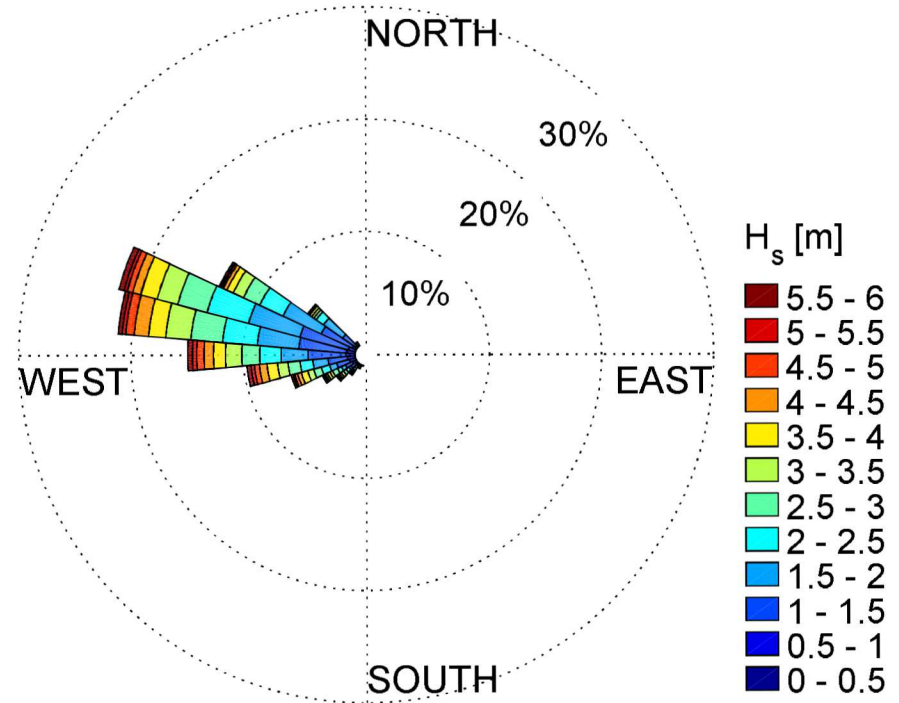 NORTH
30%
20%
10%
WEST
EAST
SOUTH
Hs [m]
5.5 - 6
5 - 5.5
4.5 - 5
4 - 4.5
3.5 - 4
3 - 3.5
2.5 - 3
2 - 2.5
1.5 - 2
1 - 1.5
0.5 - 1
0 - 0.5